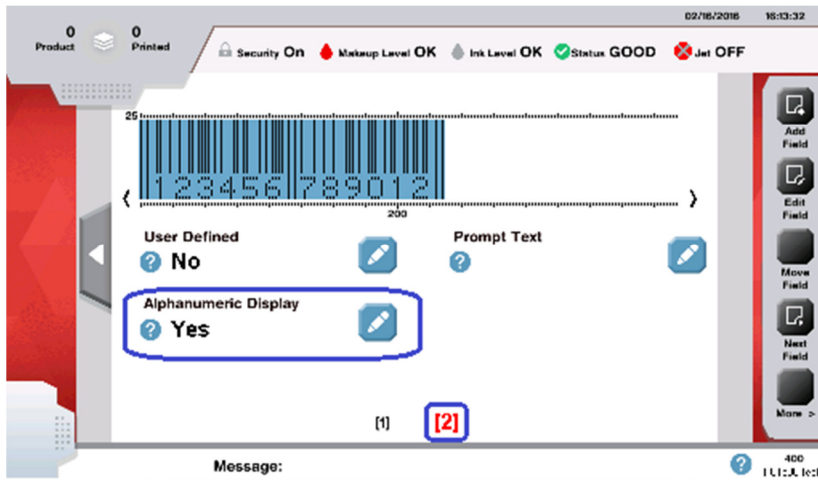 02/16/2016 16:13:32
0 0
Product Printed
Security On Makeup Level OK Ink Level OK Status GOOD Jet OFF
25
123456 789012
200
User Defined
No
Prompt Text
Alphanumeric Display
Yes
[1] [2]
Message:
Add
Field
Edit
Field
Move
Field
Next
Field
More >
400